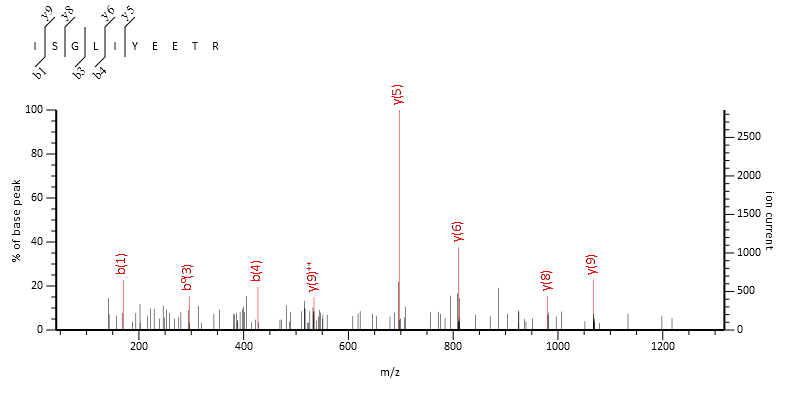 y9 y8 y6 y5
I S G L I Y E E T R
b1 b3 b4
100
80
60
40
20
0
% of base peak
2500
2000
1500
1000
500
0
ion current
b(1)
b⁰(3)
b(4)
y(9)⁺⁺
y(5)
y(6)
y(8)
y(9)
200 400 600 800 1000 1200
m/z